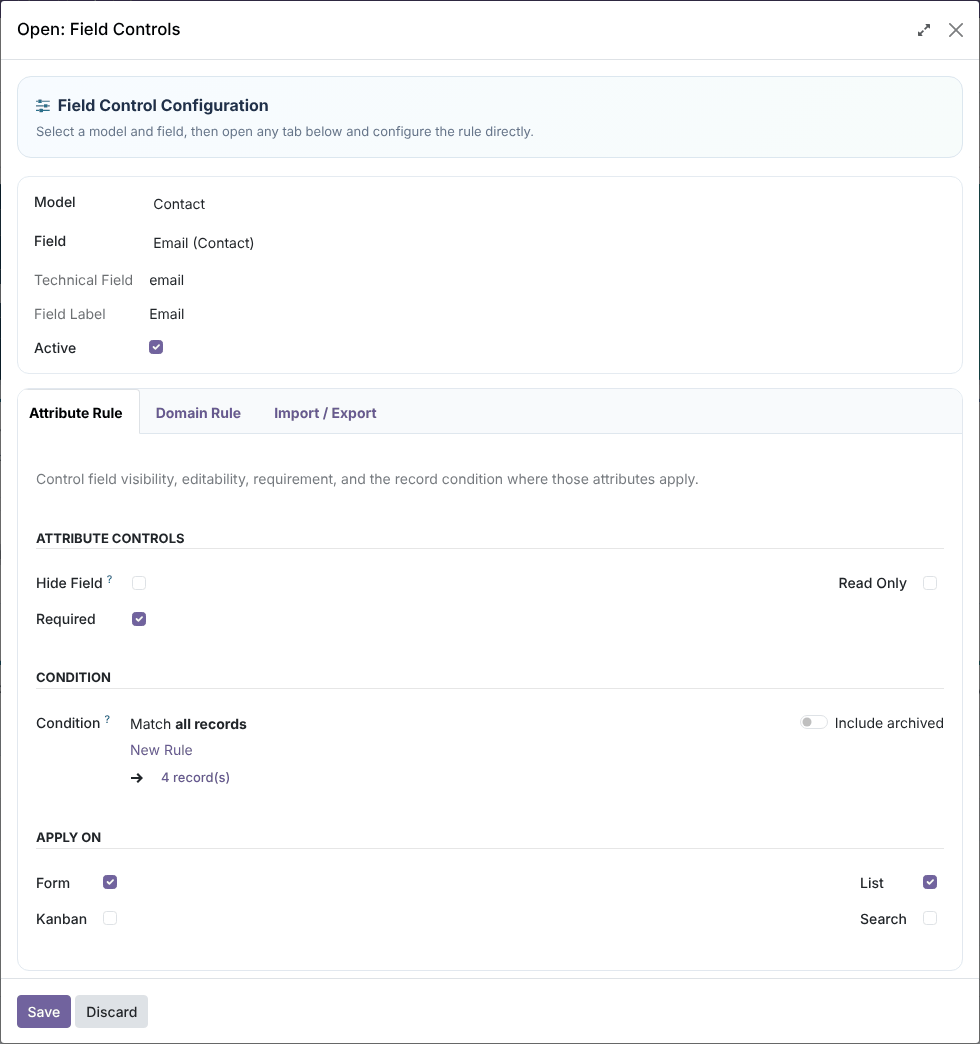 Open: Field Controls
Field Control Configuration
Select a model and field, then open any tab below and configure the rule directly.
Model Contact
Field Email (Contact)
Technical Field email
Field Label Email
Active
Attribute Rule Domain Rule Import / Export
Control field visibility, editability, requirement, and the record condition where those attributes apply.
ATTRIBUTE CONTROLS
Hide Field ? Read Only
Required
CONDITION
Condition ? Match all records Include archived
New Rule
4 record(s)
APPLY ON
Form List
Kanban Search
Save Discard